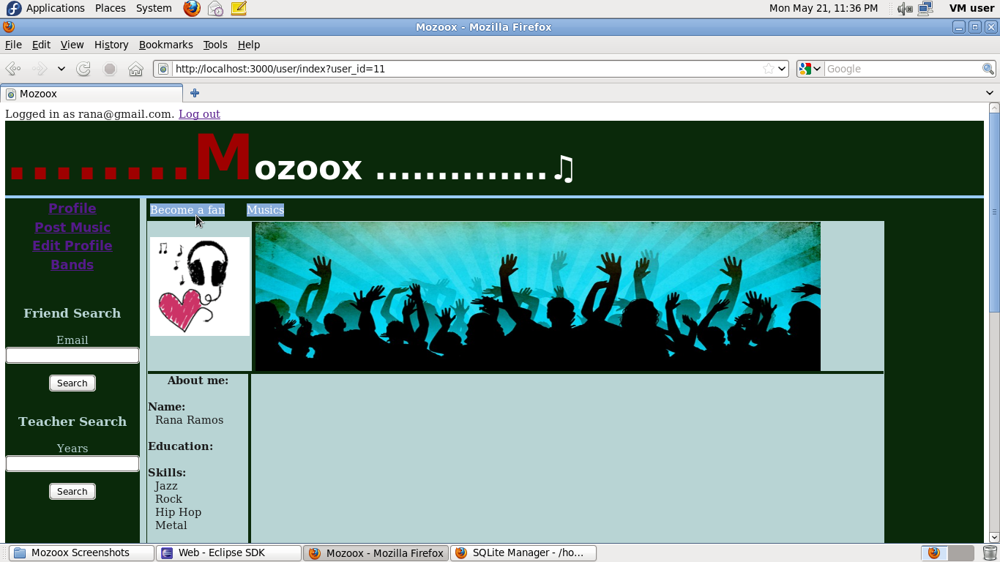 Applications Places System Mon May 21, 11:36 PM VM user
Mozoox - Mozilla Firefox
File Edit View History Bookmarks Tools Help
http://localhost:3000/user/index?user_id=11 Google
Mozoox
Logged in as rana@gmail.com. Log out
........Mozoox ..............♫
Profile
Post Music
Edit Profile
Bands
Friend Search
Email
Search
Teacher Search
Years
Search
Become a fan Musics
About me:
Name:
Rana Ramos
Education:
Skills:
Jazz
Rock
Hip Hop
Metal
Mozoox Screenshots Web - Eclipse SDK Mozoox - Mozilla Firefox SQLite Manager - /ho...